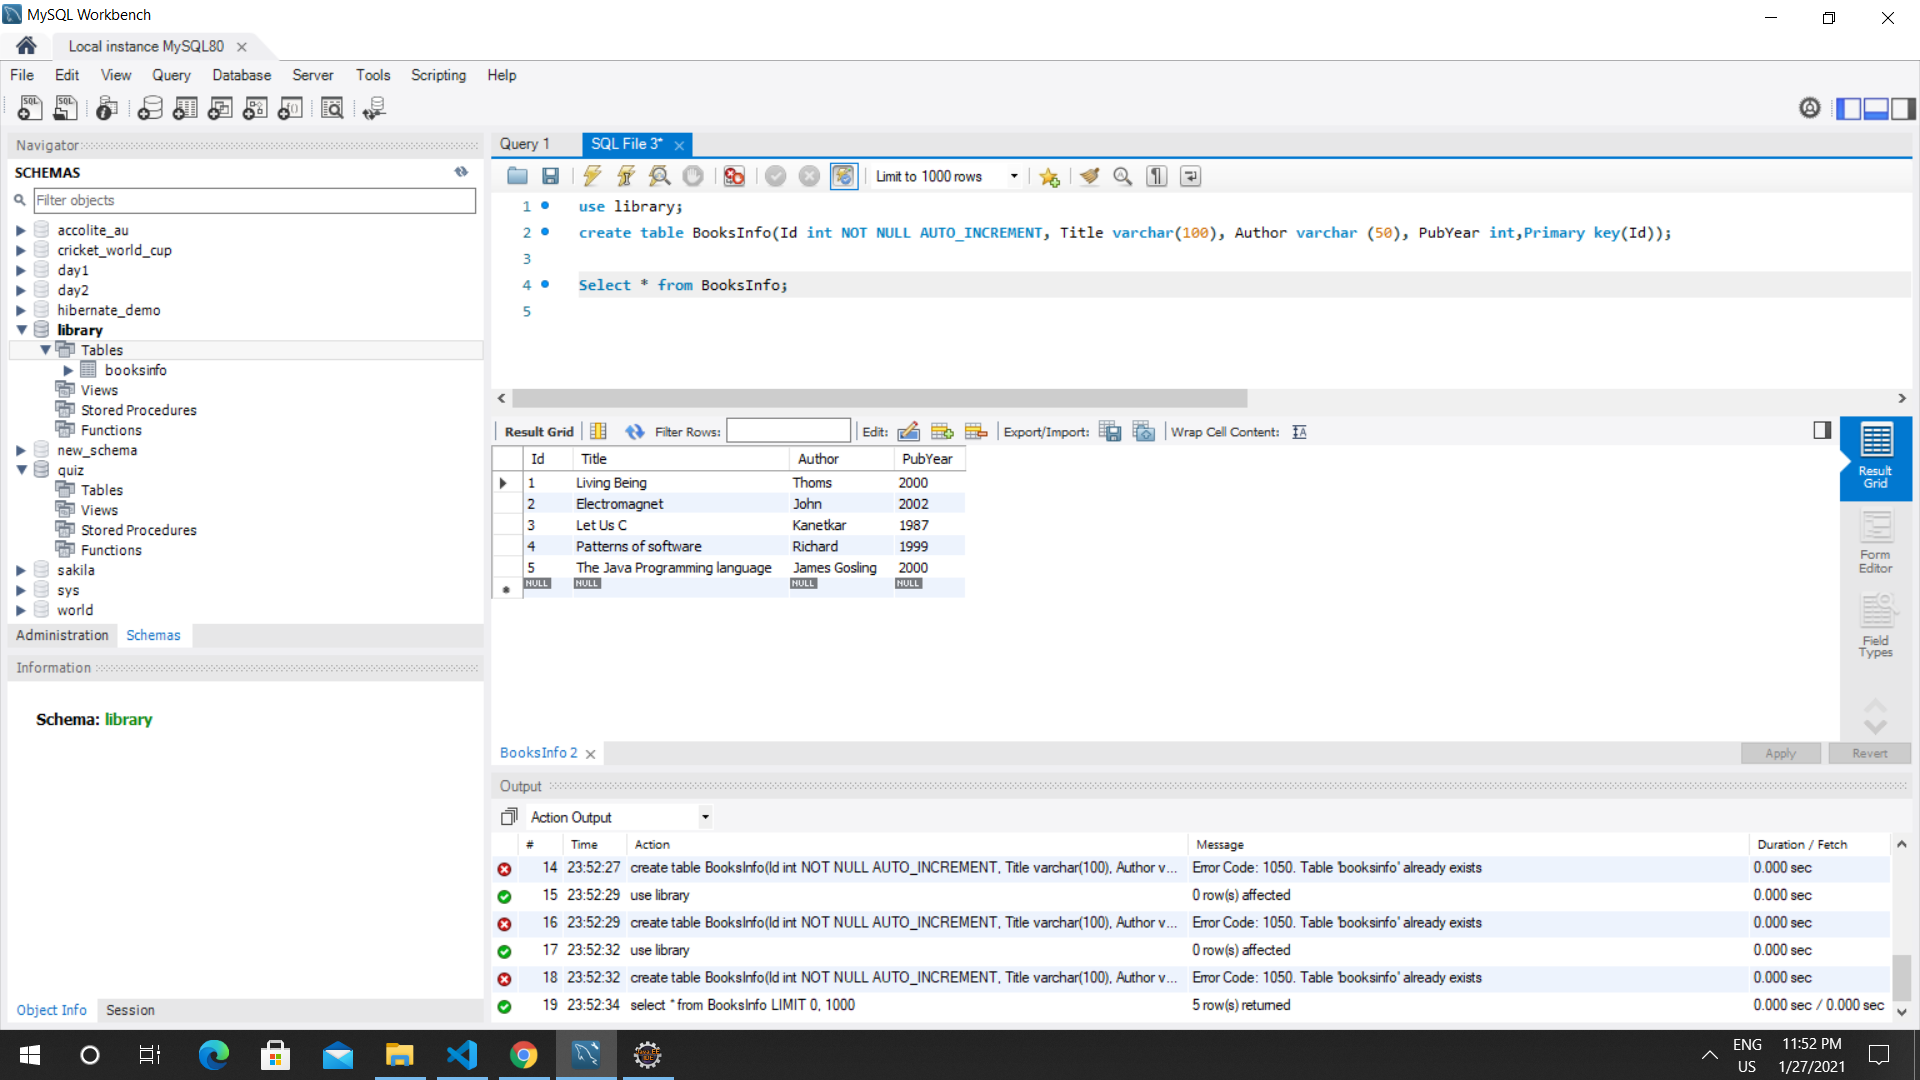 MySQL Workbench
Local instance MySQL80
File Edit View Query Database Server Tools Scripting Help
Navigator
SCHEMAS
Filter objects
accolite_au
cricket_world_cup
day1
day2
hibernate_demo
library
Tables
booksinfo
Views
Stored Procedures
Functions
new_schema
quiz
Tables
Views
Stored Procedures
Functions
sakila
sys
world
Administration Schemas
Information
Schema: library
Object Info Session
Query 1 SQL File 3*
Limit to 1000 rows
1 use library;
2 create table BooksInfo(Id int NOT NULL AUTO_INCREMENT, Title varchar(100), Author varchar (50), PubYear int,Primary key(Id));
3
4 Select * from BooksInfo;
5
Result Grid Filter Rows: Edit: Export/Import: Wrap Cell Content:
Id Title Author PubYear
1 Living Being Thoms 2000
2 Electromagnet John 2002
3 Let Us C Kanetkar 1987
4 Patterns of software Richard 1999
5 The Java Programming language James Gosling 2000
NULL NULL NULL NULL
Result
Grid
Form
Editor
Field
Types
BooksInfo 2
Apply Revert
Output
Action Output
# Time Action Message Duration / Fetch
14 23:52:27 create table BooksInfo(Id int NOT NULL AUTO_INCREMENT, Title varchar(100), Author v... Error Code: 1050. Table 'booksinfo' already exists 0.000 sec
15 23:52:29 use library 0 row(s) affected 0.000 sec
16 23:52:29 create table BooksInfo(Id int NOT NULL AUTO_INCREMENT, Title varchar(100), Author v... Error Code: 1050. Table 'booksinfo' already exists 0.000 sec
17 23:52:32 use library 0 row(s) affected 0.000 sec
18 23:52:32 create table BooksInfo(Id int NOT NULL AUTO_INCREMENT, Title varchar(100), Author v... Error Code: 1050. Table 'booksinfo' already exists 0.000 sec
19 23:52:34 select * from BooksInfo LIMIT 0, 1000 5 row(s) returned 0.000 sec / 0.000 sec
ENG
US
11:52 PM
1/27/2021